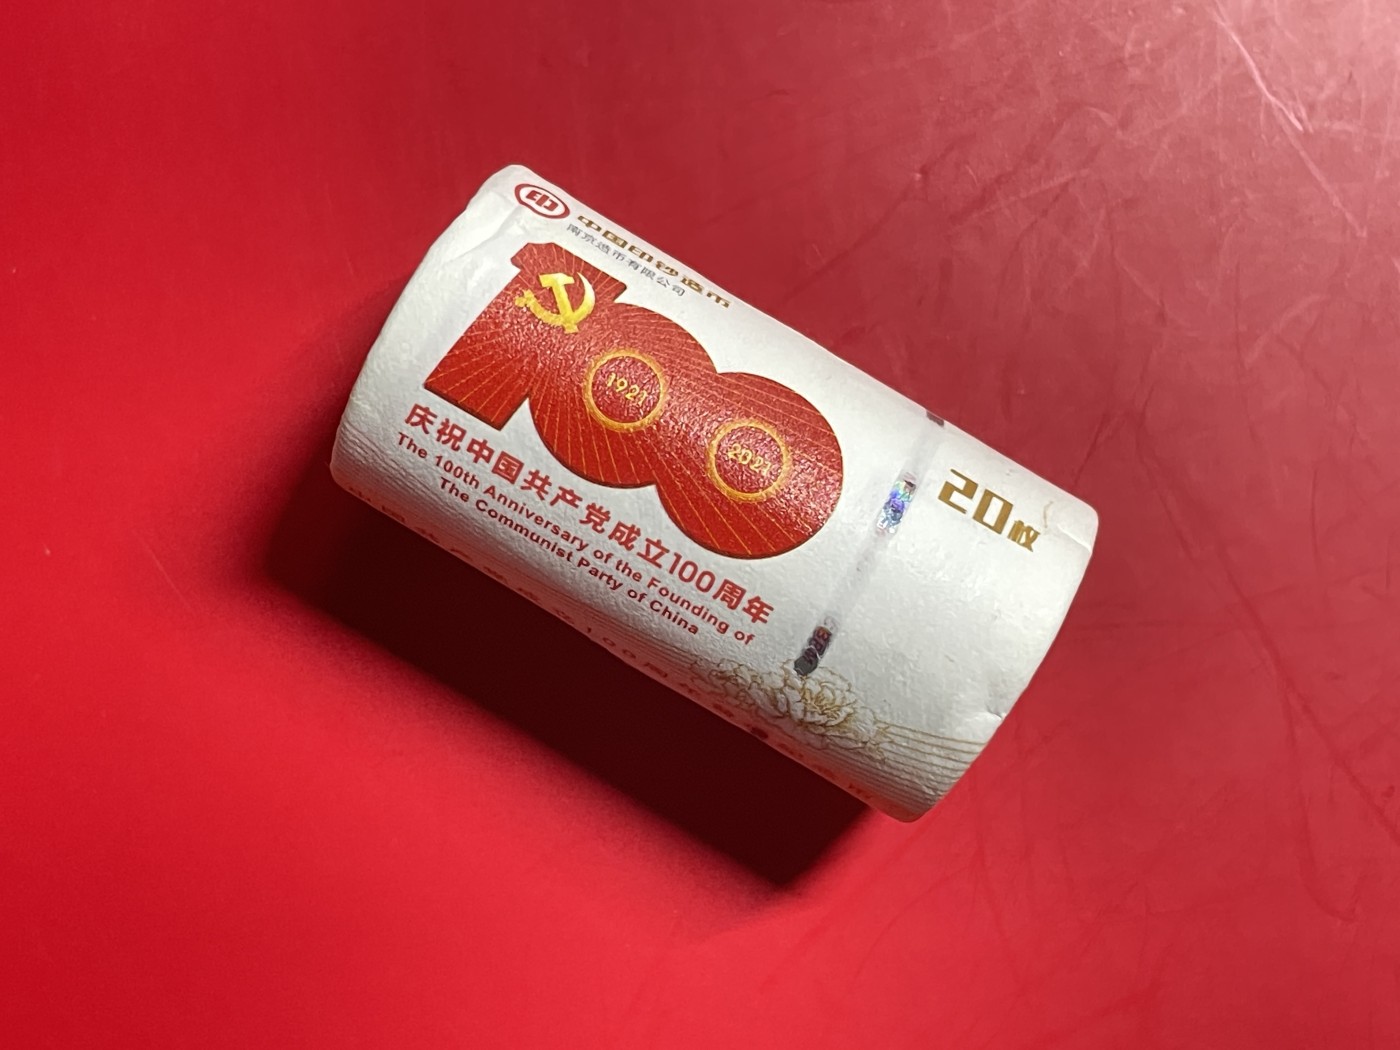 印
中国印钞造币
南京造币有限公司
1921
2021
庆祝中国共产党成立100周年
The 100th Anniversary of the Founding of
The Communist Party of China
20枚